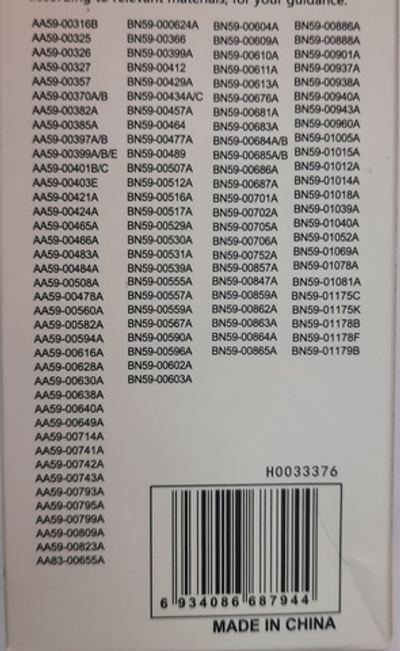 according to relevant materials, for your guidance.
AA59-00316B
AA59-00325
AA59-00326
AA59-00327
AA59-00357
AA59-00370A/B
AA59-00382A
AA59-00385A
AA59-00397A/B
AA59-00399A/B/E
AA59-00401B/C
AA59-00403E
AA59-00421A
AA59-00424A
AA59-00465A
AA59-00466A
AA59-00483A
AA59-00484A
AA59-00508A
AA59-00478A
AA59-00560A
AA59-00582A
AA59-00594A
AA59-00616A
AA59-00628A
AA59-00630A
AA59-00638A
AA59-00640A
AA59-00649A
AA59-00714A
AA59-00741A
AA59-00742A
AA59-00743A
AA59-00793A
AA59-00795A
AA59-00799A
AA59-00809A
AA59-00823A
AA83-00655A
BN59-000624A
BN59-00366
BN59-00399A
BN59-00412
BN59-00429A
BN59-00434A/C
BN59-00457A
BN59-00464
BN59-00477A
BN59-00489
BN59-00507A
BN59-00512A
BN59-00516A
BN59-00517A
BN59-00529A
BN59-00530A
BN59-00531A
BN59-00539A
BN59-00555A
BN59-00557A
BN59-00559A
BN59-00567A
BN59-00590A
BN59-00596A
BN59-00602A
BN59-00603A
BN59-00604A
BN59-00609A
BN59-00610A
BN59-00611A
BN59-00613A
BN59-00676A
BN59-00681A
BN59-00683A
BN59-00684A/B
BN59-00685A/B
BN59-00686A
BN59-00687A
BN59-00701A
BN59-00702A
BN59-00705A
BN59-00706A
BN59-00752A
BN59-00857A
BN59-00847A
BN59-00859A
BN59-00862A
BN59-00863A
BN59-00864A
BN59-00865A
BN59-00886A
BN59-00888A
BN59-00901A
BN59-00937A
BN59-00938A
BN59-00940A
BN59-00943A
BN59-00960A
BN59-01005A
BN59-01015A
BN59-01012A
BN59-01014A
BN59-01018A
BN59-01039A
BN59-01040A
BN59-01052A
BN59-01069A
BN59-01078A
BN59-01081A
BN59-01175C
BN59-01175K
BN59-01178B
BN59-01178F
BN59-01179B
H0033376
6 934086 687944
MADE IN CHINA